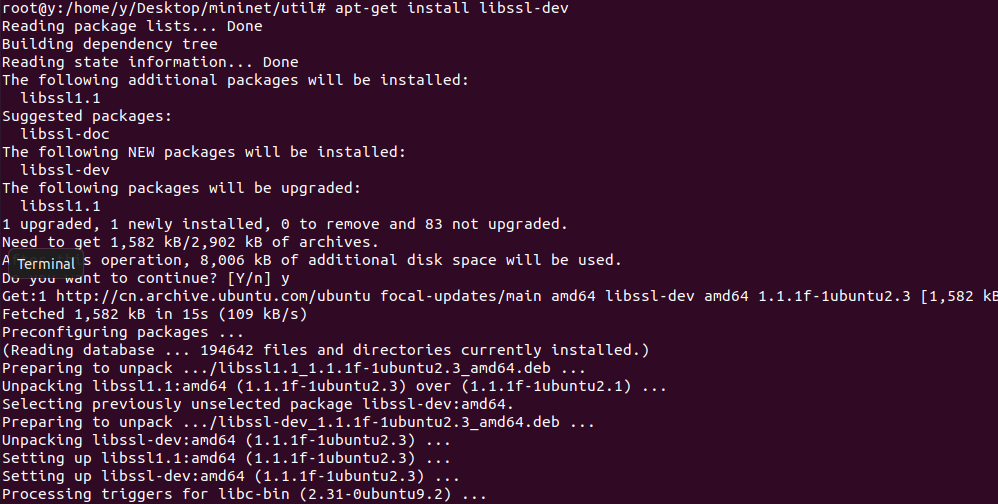 root@y:/home/y/Desktop/mininet/util# apt-get install libssl-dev
Reading package lists... Done
Building dependency tree
Reading state information... Done
The following additional packages will be installed:
  libssl1.1
Suggested packages:
  libssl-doc
The following NEW packages will be installed:
  libssl-dev
The following packages will be upgraded:
  libssl1.1
1 upgraded, 1 newly installed, 0 to remove and 83 not upgraded.
Need to get 1,582 kB/2,902 kB of archives.
operation, 8,006 kB of additional disk space will be used.
Terminal
Do you want to continue? [Y/n] y
Get:1 http://cn.archive.ubuntu.com/ubuntu focal-updates/main amd64 libssl-dev amd64 1.1.1f-1ubuntu2.3 [1,582 kB
Fetched 1,582 kB in 15s (109 kB/s)
Preconfiguring packages ...
(Reading database ... 194642 files and directories currently installed.)
Preparing to unpack .../libssl1.1_1.1.1f-1ubuntu2.3_amd64.deb ...
Unpacking libssl1.1:amd64 (1.1.1f-1ubuntu2.3) over (1.1.1f-1ubuntu2.1) ...
Selecting previously unselected package libssl-dev:amd64.
Preparing to unpack .../libssl-dev_1.1.1f-1ubuntu2.3_amd64.deb ...
Unpacking libssl-dev:amd64 (1.1.1f-1ubuntu2.3) ...
Setting up libssl1.1:amd64 (1.1.1f-1ubuntu2.3) ...
Setting up libssl-dev:amd64 (1.1.1f-1ubuntu2.3) ...
Processing triggers for libc-bin (2.31-0ubuntu9.2) ...